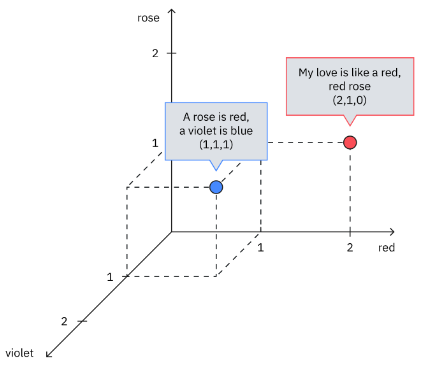 rose
2
My love is like a red,
red rose
(2,1,0)
A rose is red,
a violet is blue
(1,1,1)
1
1
2
red
1
2
violet